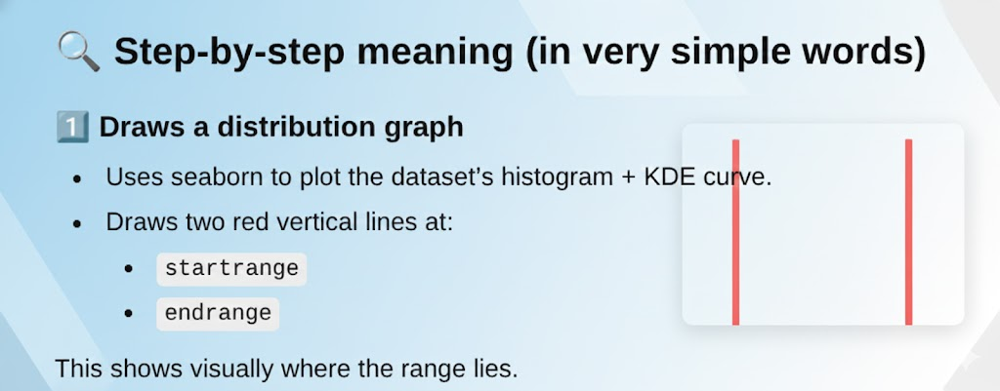 🔍 Step-by-step meaning (in very simple words)
1️⃣ Draws a distribution graph
• Uses seaborn to plot the dataset’s histogram + KDE curve.
• Draws two red vertical lines at:
• startrange
• endrange
This shows visually where the range lies.